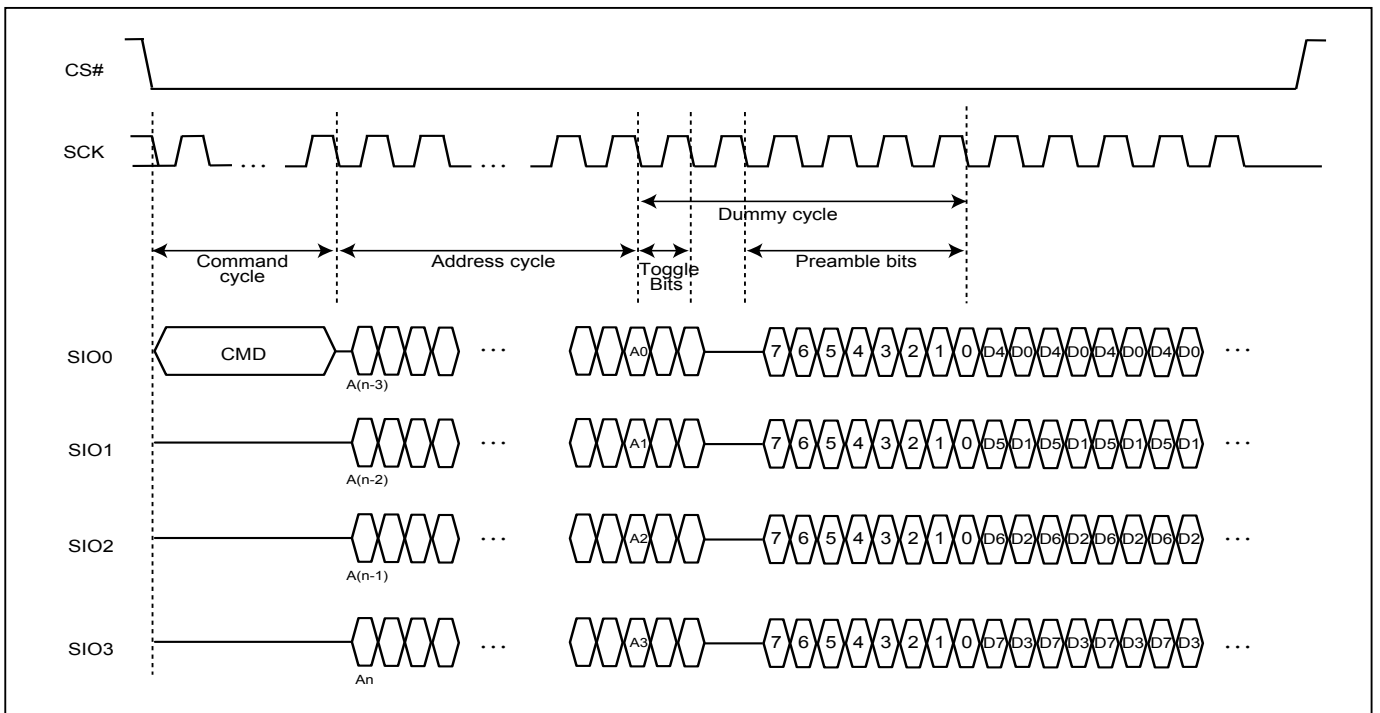 CS#
SCK
...
...
Dummy cycle
Command
cycle
Address cycle
Toggle
Bits
Preamble bits
SIO0 CMD ... A0 7 6 5 4 3 2 1 0 D4 D0 D4 D0 D4 D0 D4 D0 ...
A(n-3)
SIO1 ... A1 7 6 5 4 3 2 1 0 D5 D1 D5 D1 D5 D1 D5 D1 ...
A(n-2)
SIO2 ... A2 7 6 5 4 3 2 1 0 D6 D2 D6 D2 D6 D2 D6 D2 ...
A(n-1)
SIO3 ... A3 7 6 5 4 3 2 1 0 D7 D3 D7 D3 D7 D3 D7 D3 ...
An